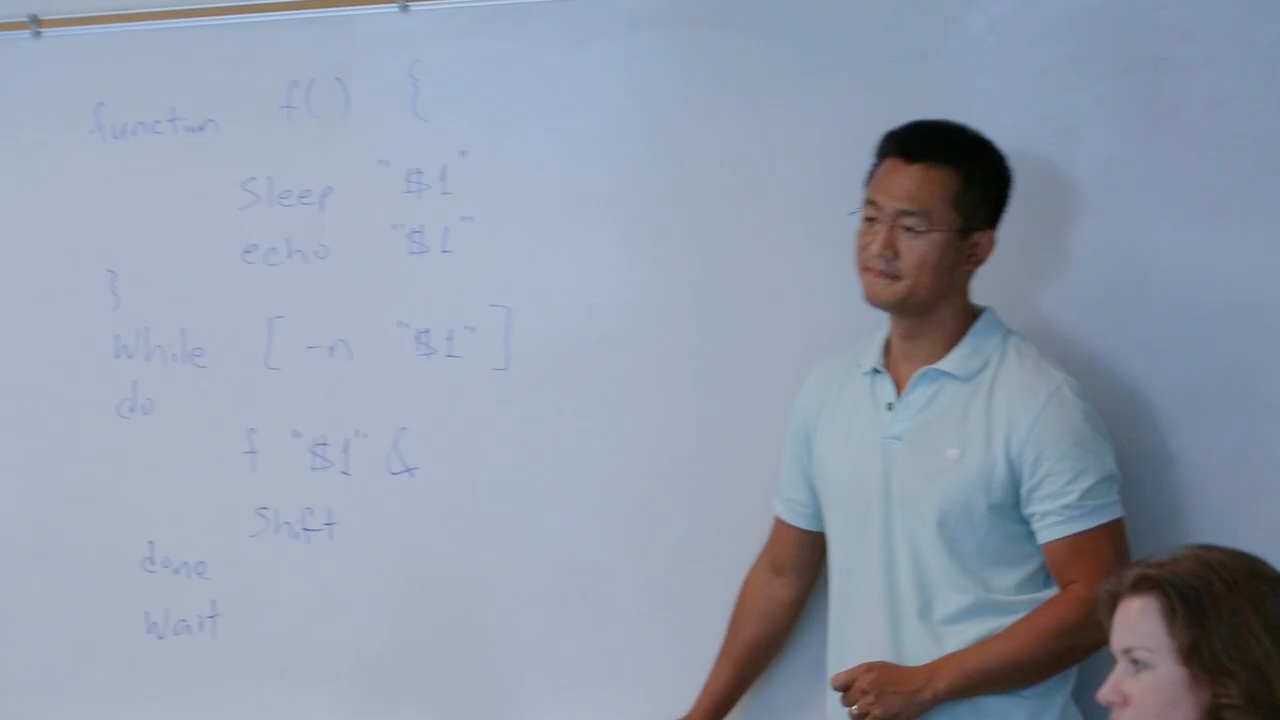 function f() {
sleep "$1"
echo "$1"
}
while [ -n "$1" ]
do
f "$1" &
shift
done
wait